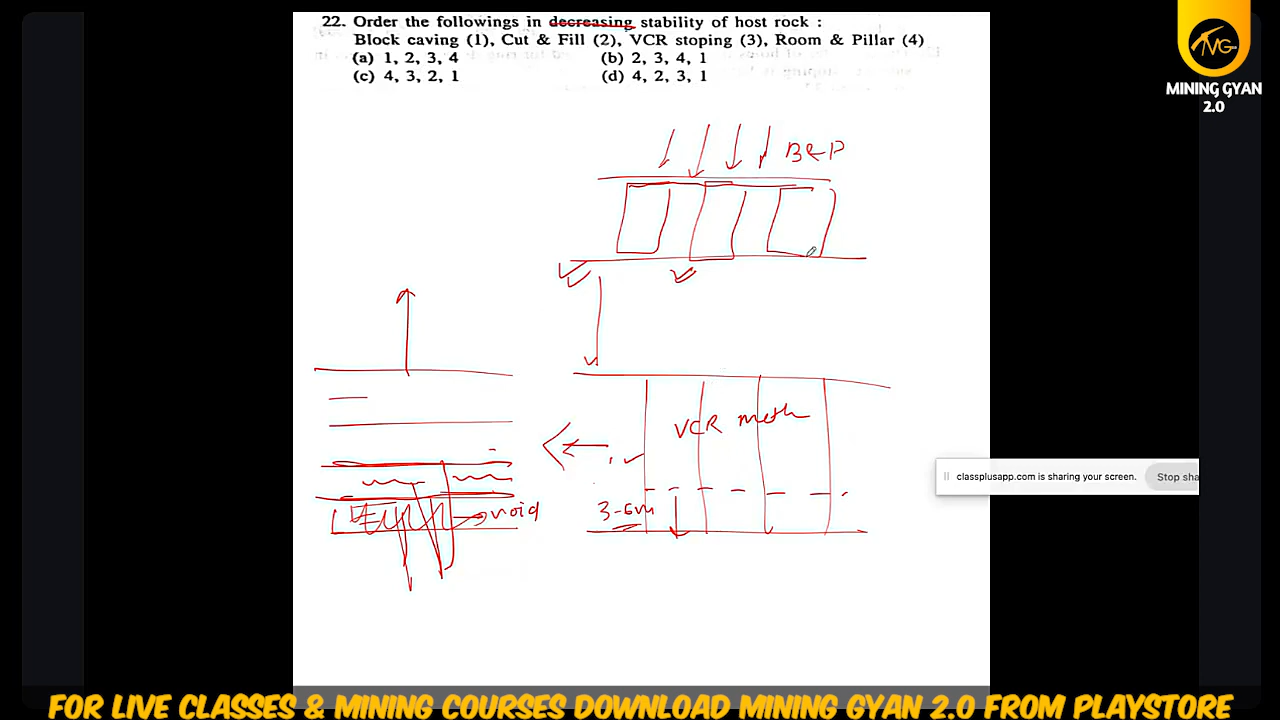 22. Order the followings in decreasing stability of host rock :
Block caving (1), Cut & Fill (2), VCR stoping (3), Room & Pillar (4)
(a) 1, 2, 3, 4 (b) 2, 3, 4, 1
(c) 4, 3, 2, 1 (d) 4, 2, 3, 1
TVG
MINING GYAN
2.0
VCR meth
3-6m
void
classplusapp.com is sharing your screen.
Stop sha
FOR LIVE CLASSES & MINING COURSES DOWNLOAD MINING GYAN 2.0 FROM PLAYSTORE